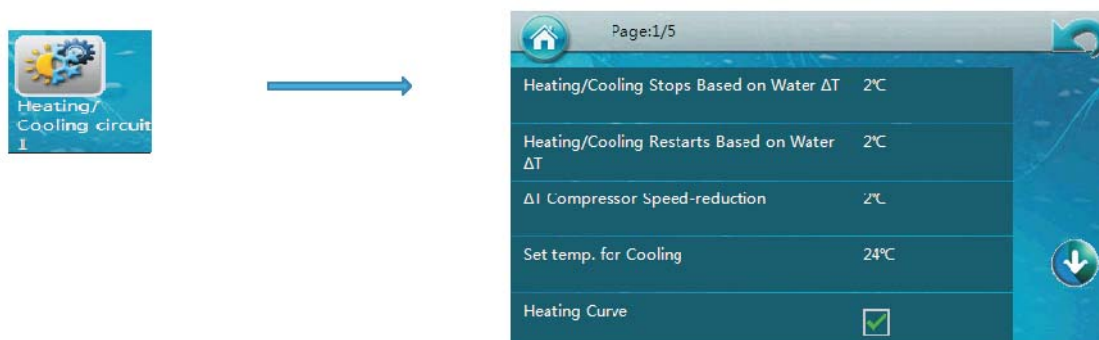 Heating/
Cooling circuit
1
Page:1/5
Heating/Cooling Stops Based on Water ΔT 2℃
Heating/Cooling Restarts Based on Water 2℃
ΔT
ΔT Compressor Speed-reduction 2℃
Set temp. for Cooling 24℃
Heating Curve